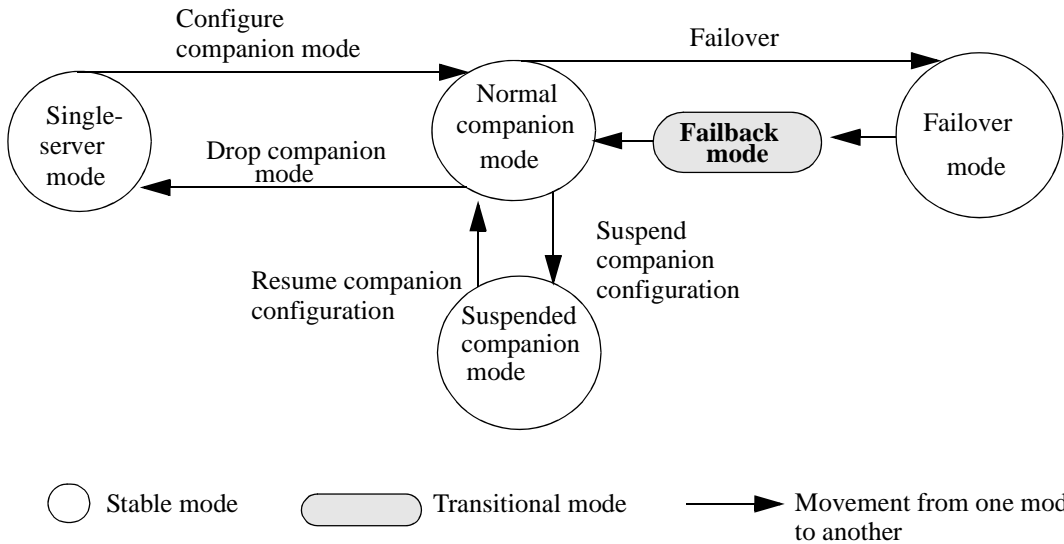 Configure
companion mode
Failover
Single-
server
mode
Normal
companion
mode
Failback
mode
Failover
mode
Drop companion
mode
Suspend
companion
configuration
Resume companion
configuration
Suspended
companion
mode
Stable mode
Transitional mode
Movement from one mod
to another